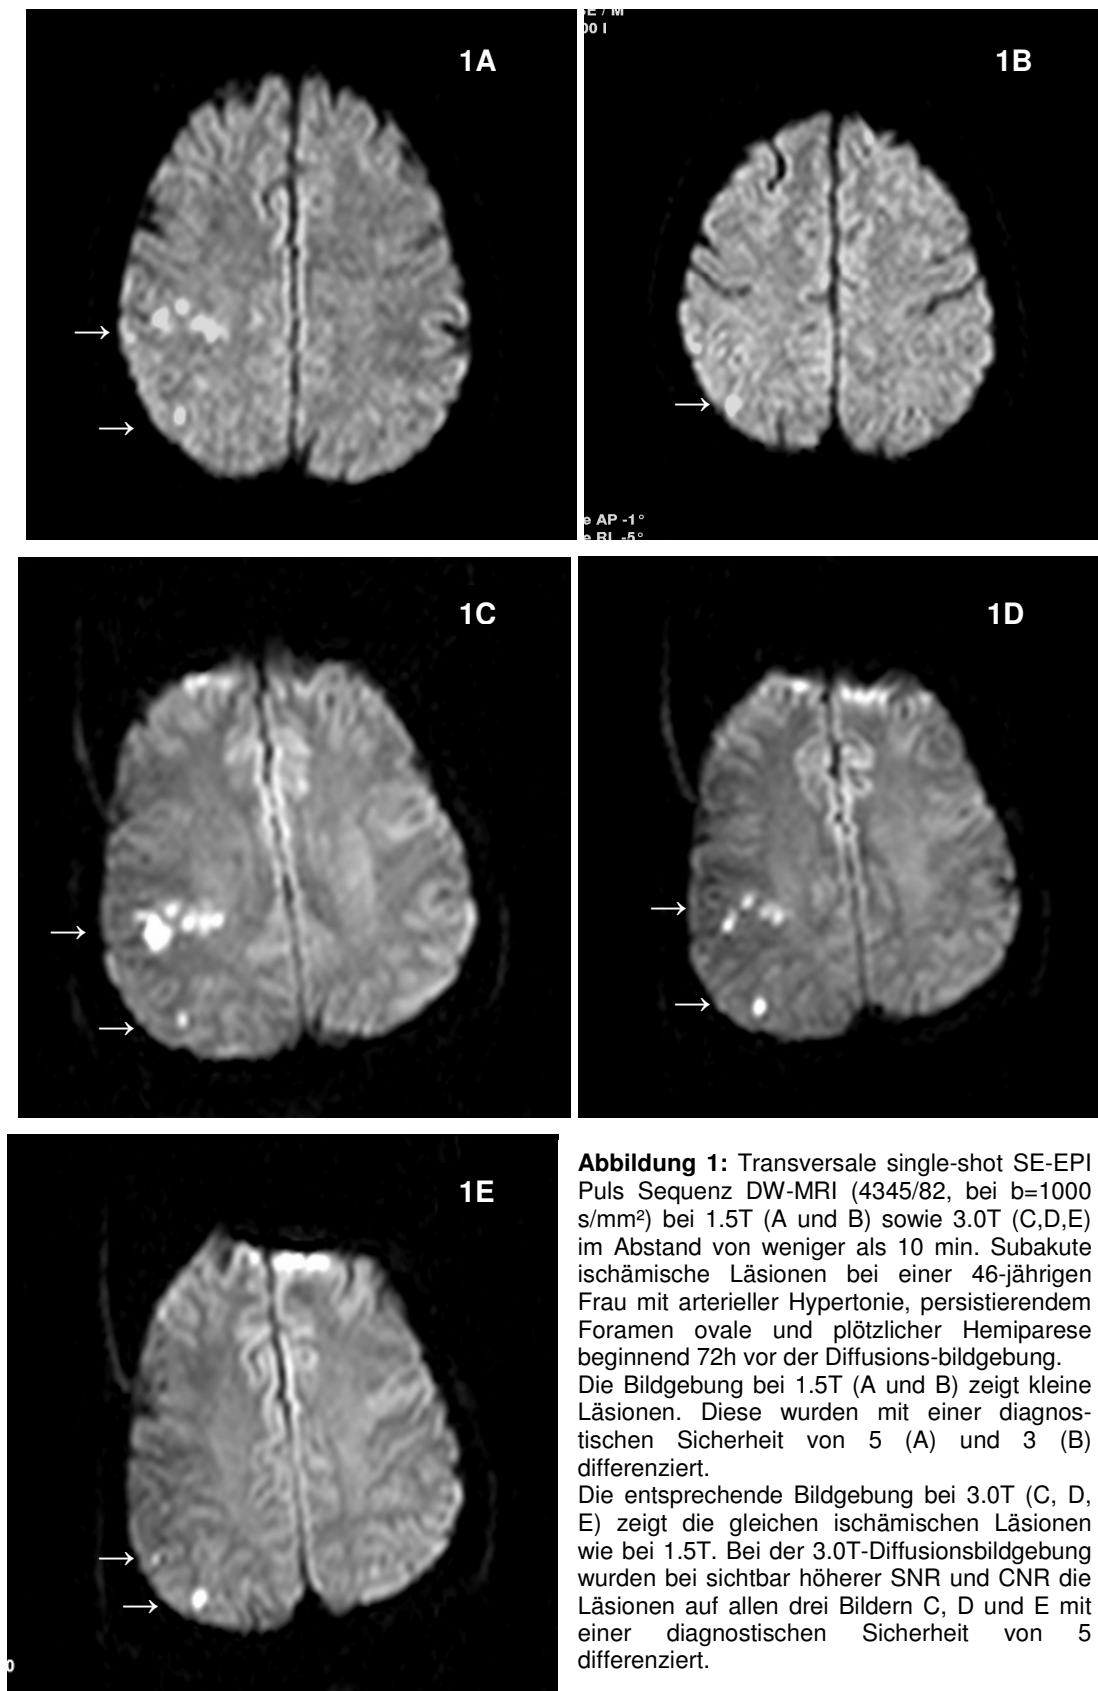 SE / M
00 I
1A
1B
e AP -1°
e RL -5°
1C
1D
1E
0
Abbildung 1: Transversale single-shot SE-EPI
Puls Sequenz DW-MRI (4345/82, bei b=1000
s/mm²) bei 1.5T (A und B) sowie 3.0T (C,D,E)
im Abstand von weniger als 10 min. Subakute
ischämische Läsionen bei einer 46-jährigen
Frau mit arterieller Hypertonie, persistierendem
Foramen ovale und plötzlicher Hemiparese
beginnend 72h vor der Diffusions-bildgebung.
Die Bildgebung bei 1.5T (A und B) zeigt kleine
Läsionen. Diese wurden mit einer diagnos-
tischen Sicherheit von 5 (A) und 3 (B)
differenziert.
Die entsprechende Bildgebung bei 3.0T (C, D,
E) zeigt die gleichen ischämischen Läsionen
wie bei 1.5T. Bei der 3.0T-Diffusionsbildgebung
wurden bei sichtbar höherer SNR und CNR die
Läsionen auf allen drei Bildern C, D und E mit
einer diagnostischen Sicherheit von 5
differenziert.